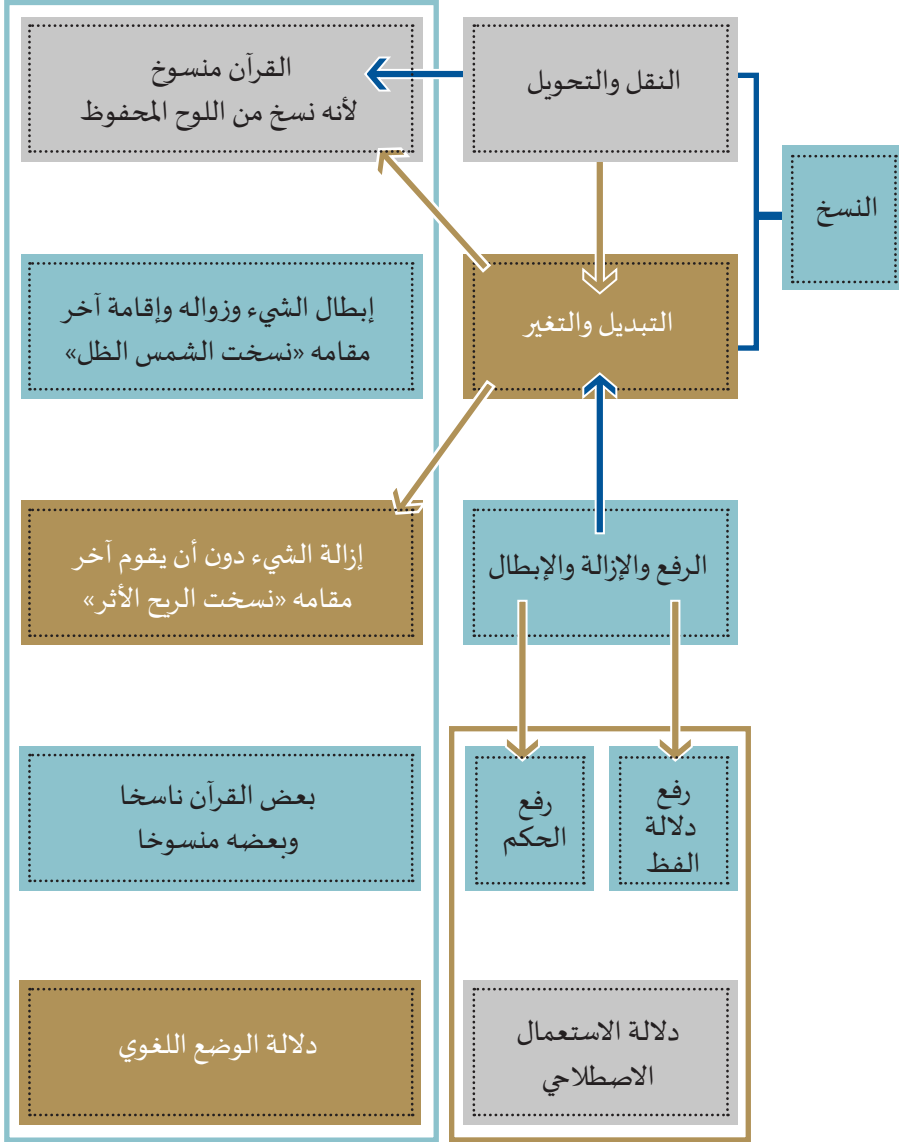 النسخ
النقل والتحويل
القرآن منسوخ
لأنه نسخ من اللوح المحفوظ
التبديل والتغير
إبطال الشيء وزواله وإقامة آخر
مقامه «نسخت الشمس الظل»
الرفع والإزالة والإبطال
إزالة الشيء دون أن يقوم آخر
مقامه «نسخت الريح الأثر»
رفع
دلالة
الفظ
رفع
الحكم
بعض القرآن ناسخا
وبعضه منسوخا
دلالة الاستعمال
الاصطلاحي
دلالة الوضع اللغوي